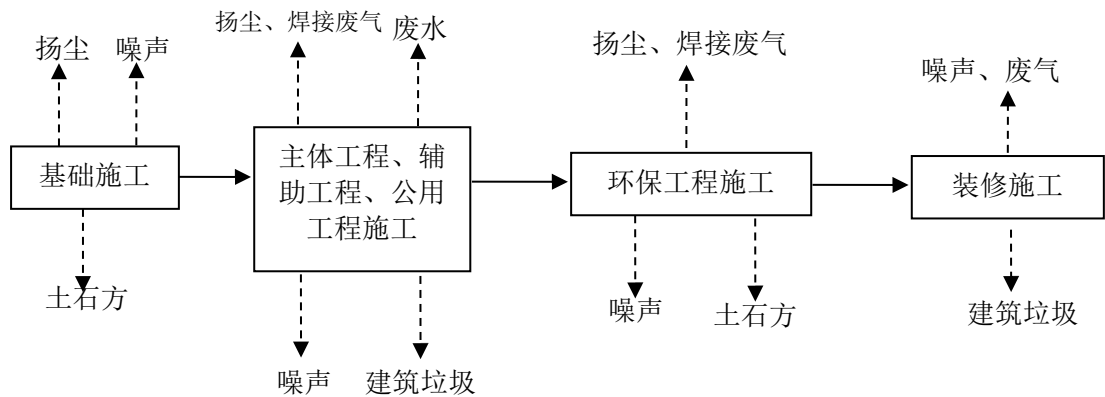 扬尘、焊接废气
废水
扬尘
噪声
扬尘、焊接废气
噪声、废气
基础施工
主体工程、辅
助工程、公用
工程施工
环保工程施工
装修施工
土石方
噪声
建筑垃圾
噪声
土石方
建筑垃圾